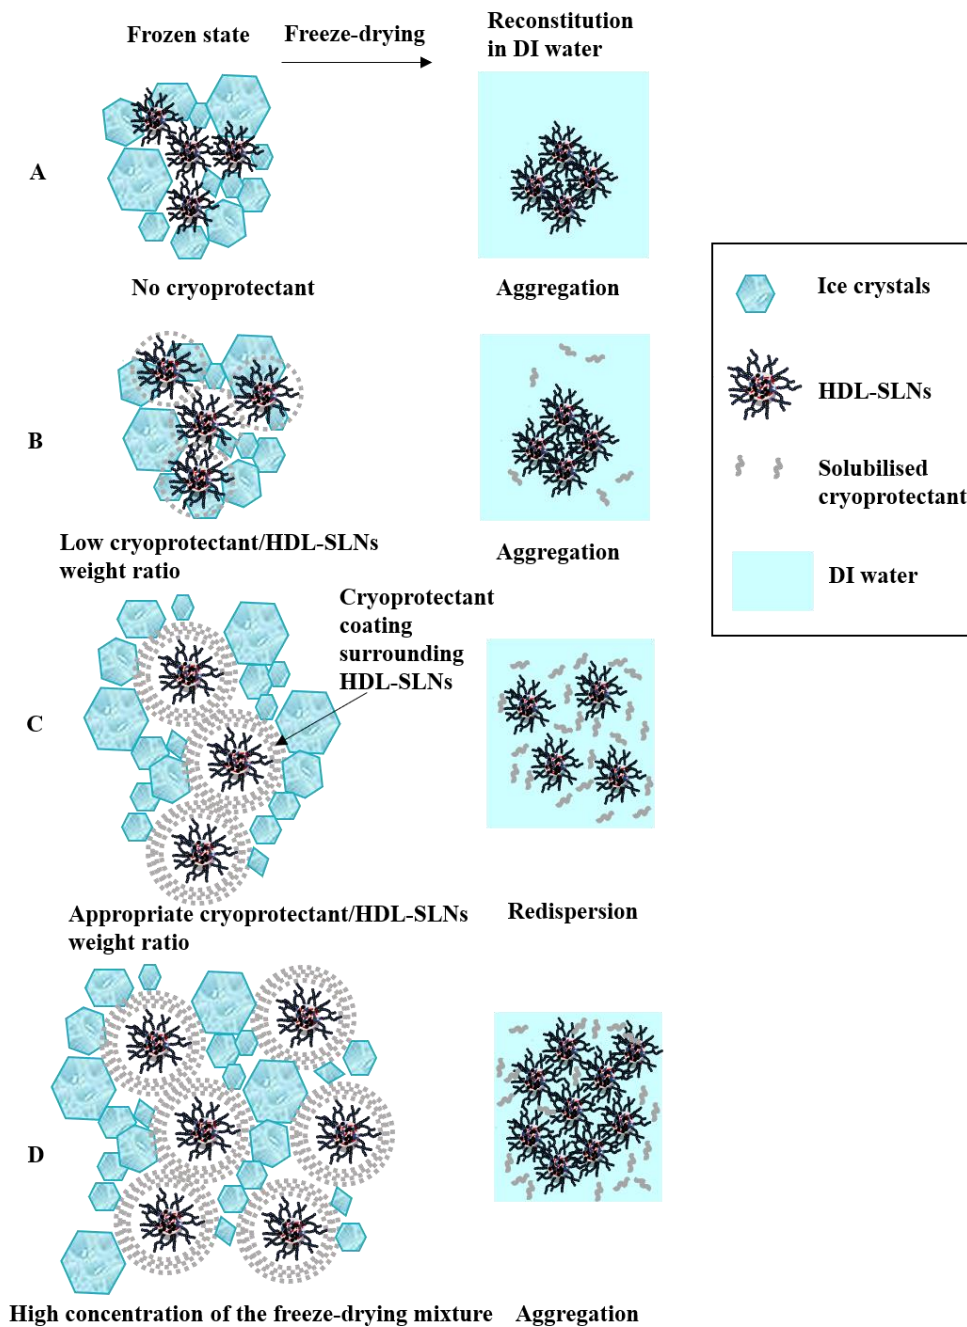 Frozen state
Freeze-drying
Reconstitution
in DI water
A
No cryoprotectant
Aggregation
B
Low cryoprotectant/HDL-SLNs
weight ratio
Aggregation
Cryoprotectant
coating
surrounding
HDL-SLNs
C
Appropriate cryoprotectant/HDL-SLNs
weight ratio
Redispersion
D
High concentration of the freeze-drying mixture
Aggregation
Ice crystals
HDL-SLNs
Solubilised
cryoprotectant
DI water